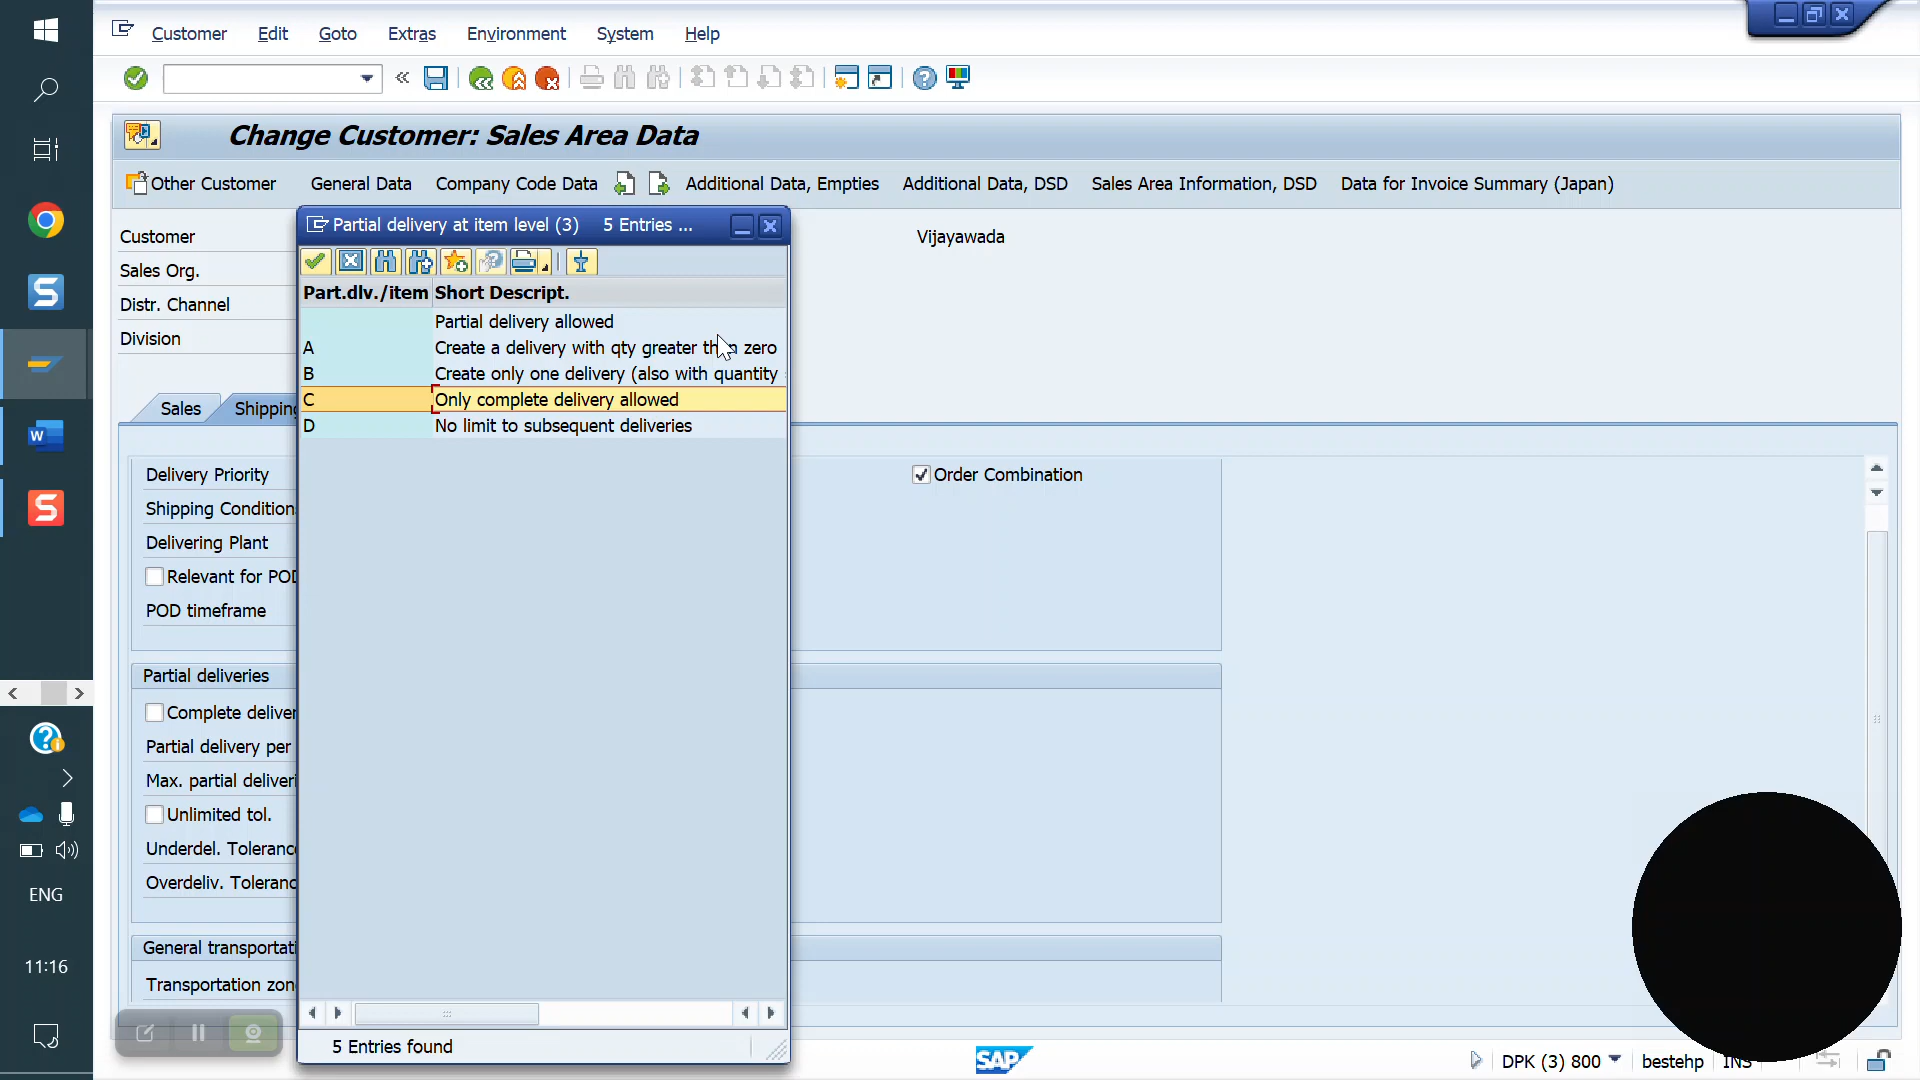 Customer Edit Goto Extras Environment System Help
Change Customer: Sales Area Data
Other Customer General Data Company Code Data Additional Data, Empties Additional Data, DSD Sales Area Information, DSD Data for Invoice Summary (Japan)
Customer Vijayawada
Sales Org.
Distr. Channel
Division
Sales Shipping
Partial delivery at item level (3) 5 Entries ...
Part.dlv./item Short Descript.
Partial delivery allowed
A Create a delivery with qty greater than zero
B Create only one delivery (also with quantity
C Only complete delivery allowed
D No limit to subsequent deliveries
5 Entries found
Delivery Priority Order Combination
Shipping Condition
Delivering Plant
Relevant for POD
POD timeframe
Partial deliveries
Complete deliver
Partial delivery per
Max. partial deliveri
Unlimited tol.
Underdel. Toleranc
Overdeliv. Toleranc
General transportati
Transportation zon
ENG
11:16
SAP
DPK (3) 800 bestehp INS